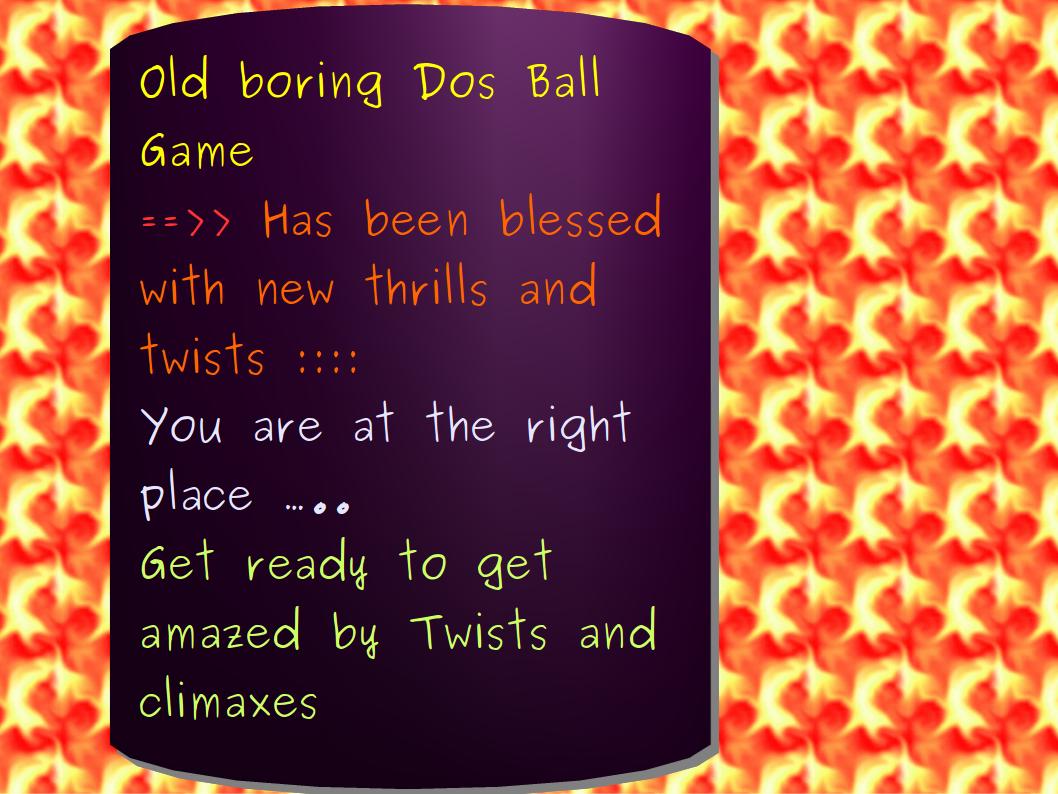 Old boring Dos Ball
Game
==>> Has been blessed
with new thrills and
twists ::::
You are at the right
place …..
Get ready to get
amazed by Twists and
climaxes